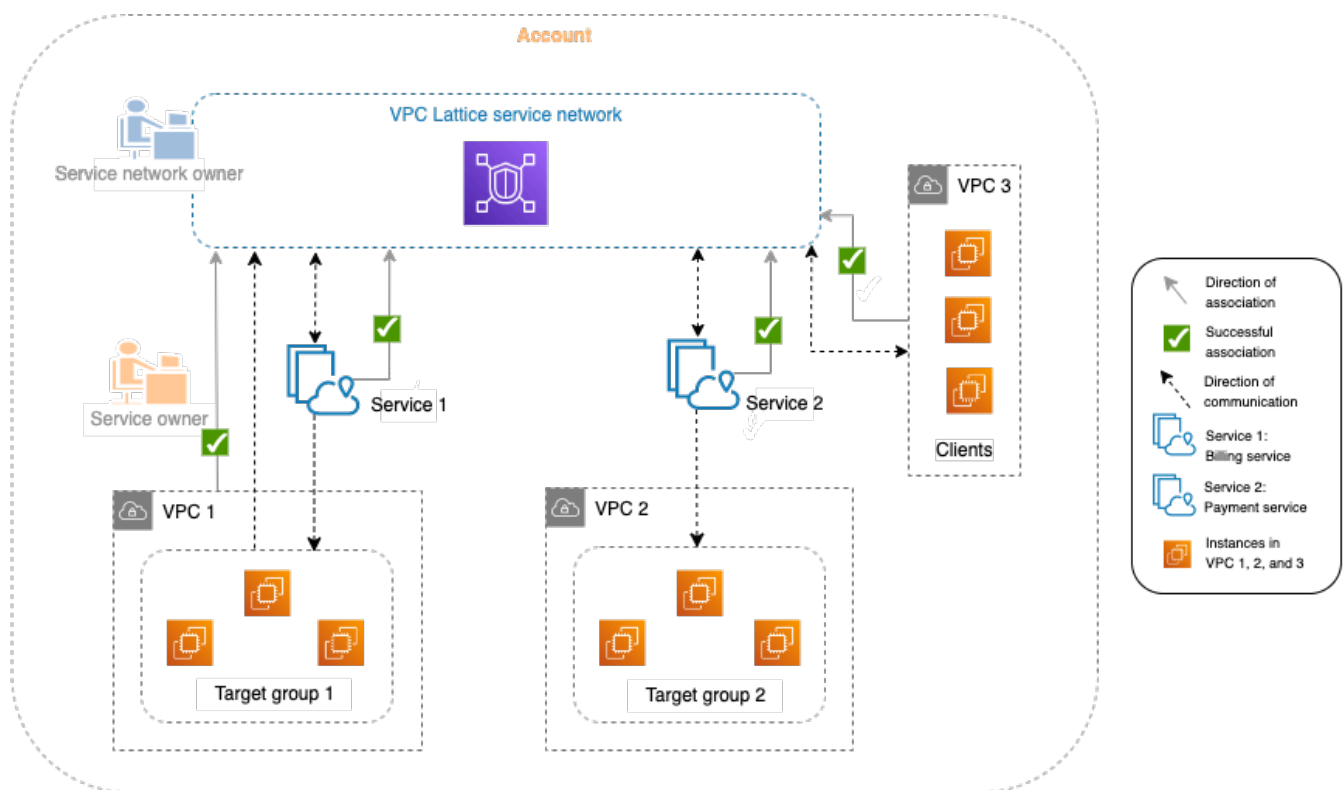 Account
VPC Lattice service network
Service network owner
VPC 3
Clients
Service owner
Service 1
Service 2
VPC 1
Target group 1
VPC 2
Target group 2
Direction of
association
Successful
association
Direction of
communication
Service 1:
Billing service
Service 2:
Payment service
Instances in
VPC 1, 2, and 3